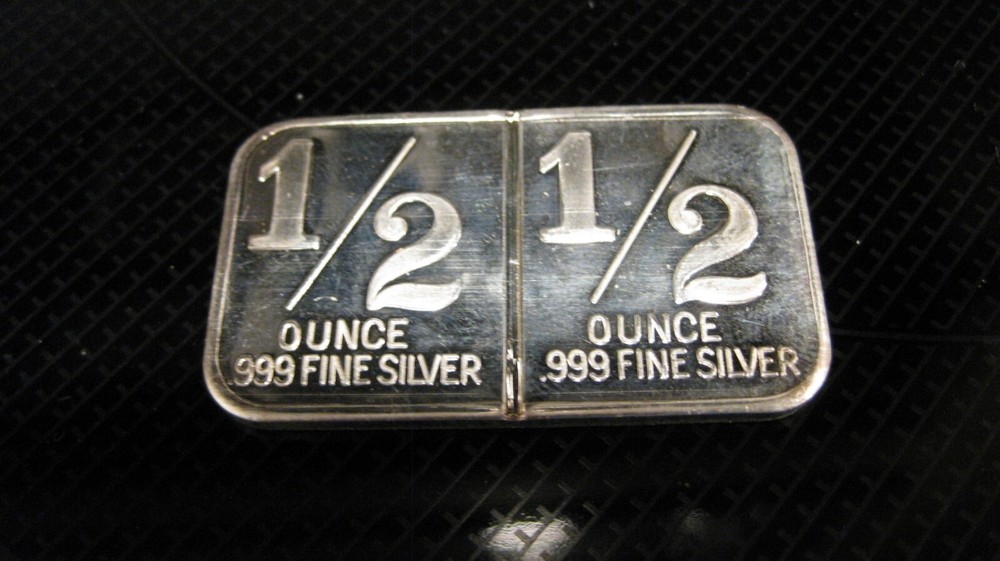 1/2
OUNCE
.999 FINE SILVER
1/2
OUNCE
.999 FINE SILVER